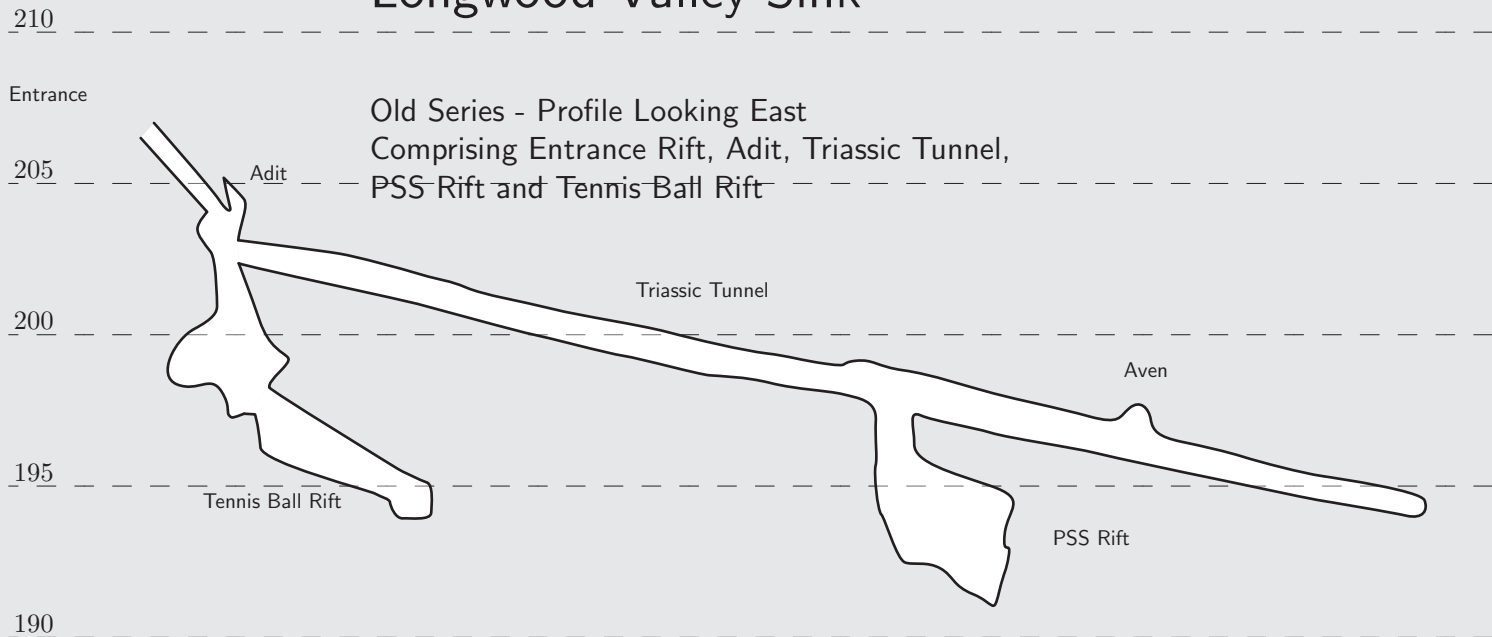 Longwood Valley Sink
210
Entrance
Old Series - Profile Looking East
Comprising Entrance Rift, Adit, Triassic Tunnel,
PSS Rift and Tennis Ball Rift
205
Adit
Triassic Tunnel
200
Aven
195
Tennis Ball Rift
PSS Rift
190